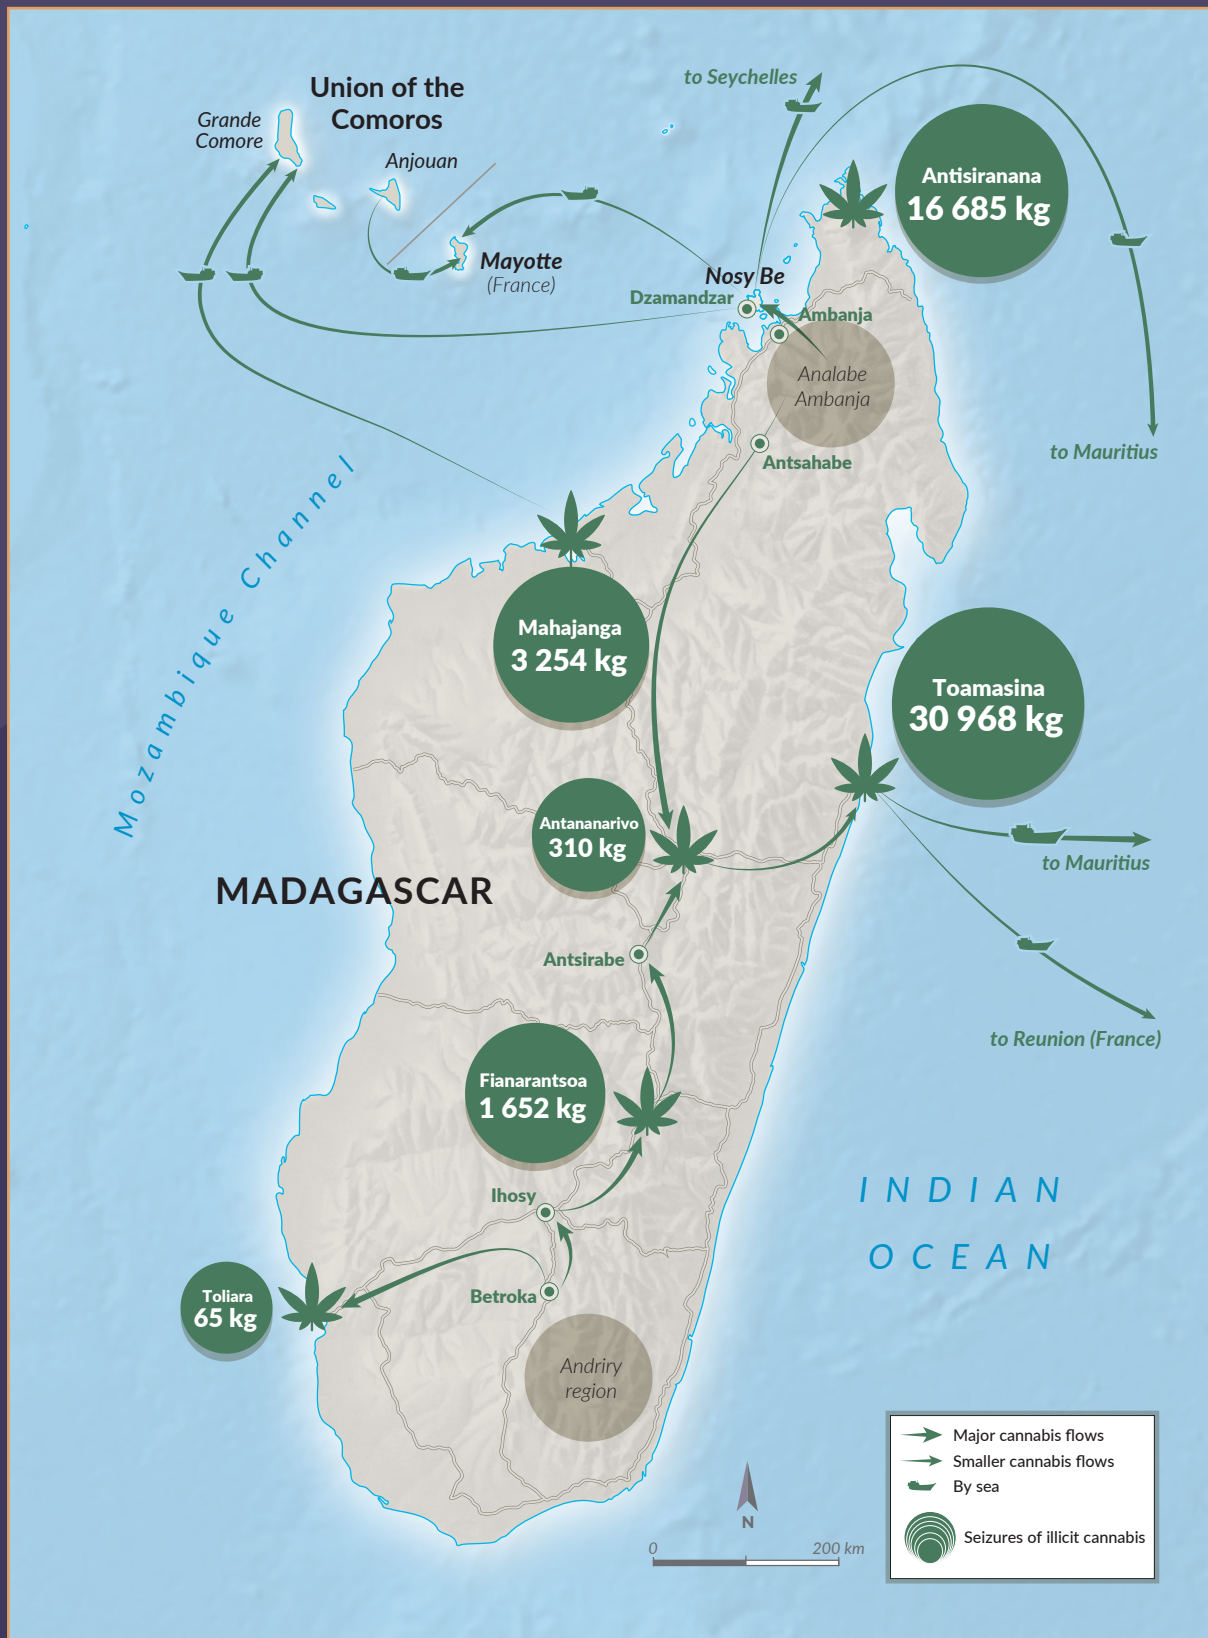 to Seychelles
Union of the
Comoros
Grande
Comore
Anjouan
Antisiranana
16 685 kg
Mayotte
(France)
Nosy Be
Dzamandzar
Ambanja
Analabe
Ambanja
to Mauritius
Antsahabe
Mozambique Channel
Mahajanga
3 254 kg
Toamasina
30 968 kg
Antananarivo
310 kg
to Mauritius
MADAGASCAR
Antsirabe
to Reunion (France)
Fianarantsoa
1 652 kg
INDIAN
OCEAN
Ihosy
Toliara
65 kg
Betroka
Andriry
region
Major cannabis flows
Smaller cannabis flows
By sea
Seizures of illicit cannabis
N
0 200 km